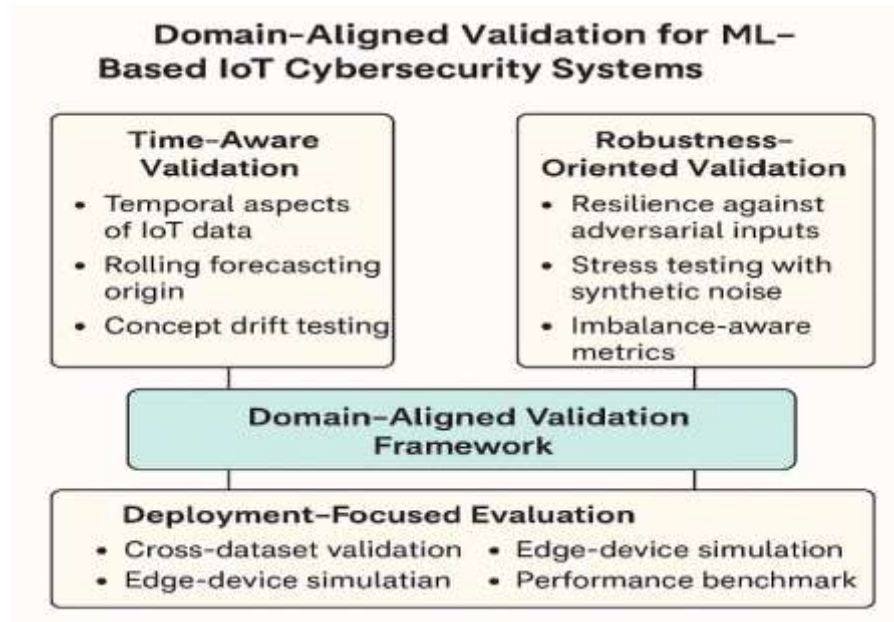 Domain-Aligned Validation for ML-
Based IoT Cybersecurity Systems
Time-Aware
Validation
• Temporal aspects
of IoT data
• Rolling forecascting
origin
• Concept drift testing
Robustness-
Oriented Validation
• Resilience against
adversarial inputs
• Stress testing with
synthetic noise
• Imbalance-aware
metrics
Domain-Aligned Validation
Framework
Deployment-Focused Evaluation
• Cross-dataset validation
• Edge-device simulatian
• Edge-device simulation
• Performance benchmark